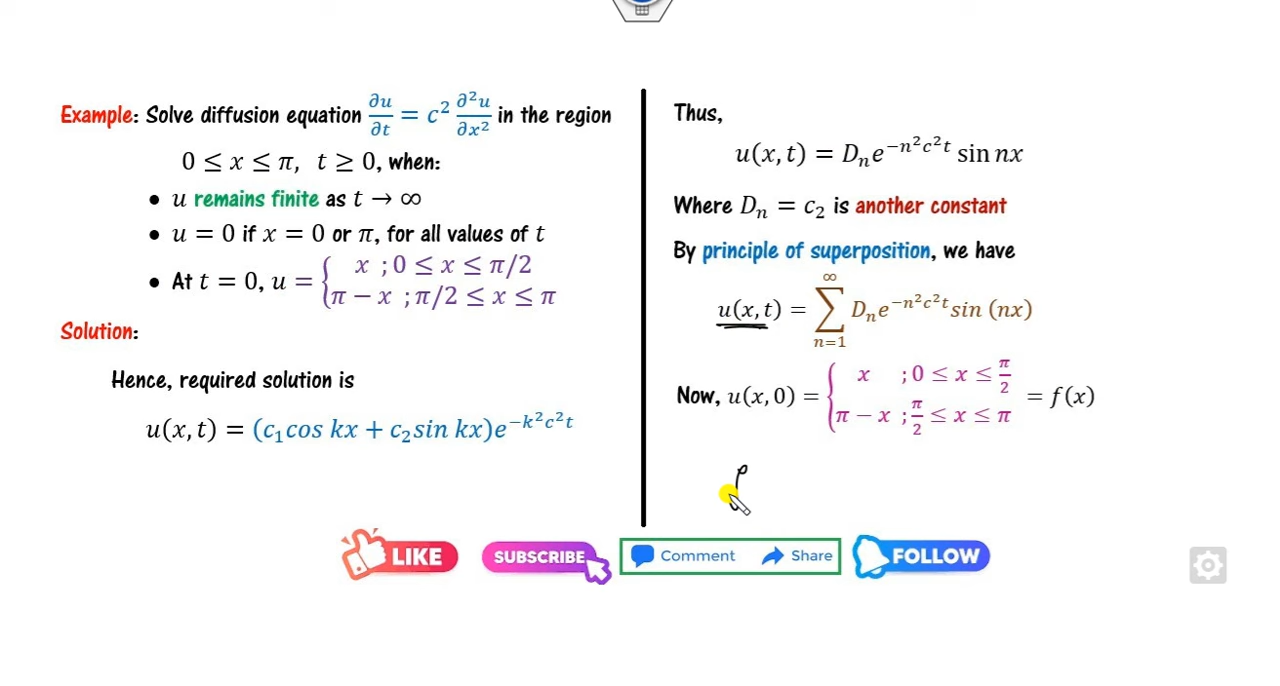 Example: Solve diffusion equation ∂u/∂t = c² ∂²u/∂x² in the region
0 ≤ x ≤ π, t ≥ 0, when:
• u remains finite as t → ∞
• u = 0 if x = 0 or π, for all values of t
• At t = 0, u = { x ; 0 ≤ x ≤ π/2
π − x ; π/2 ≤ x ≤ π
Solution:
Hence, required solution is
u(x, t) = (c₁cos kx + c₂sin kx)e^(−k²c²t)
Thus,
u(x, t) = Dₙe^(−n²c²t) sin nx
Where Dₙ = c₂ is another constant
By principle of superposition, we have
u(x, t) = ∑_{n=1}^{∞} Dₙe^(−n²c²t) sin (nx)
Now, u(x, 0) = { x ; 0 ≤ x ≤ π/2
π − x ; π/2 ≤ x ≤ π = f(x)
LIKE
SUBSCRIBE
Comment Share
FOLLOW